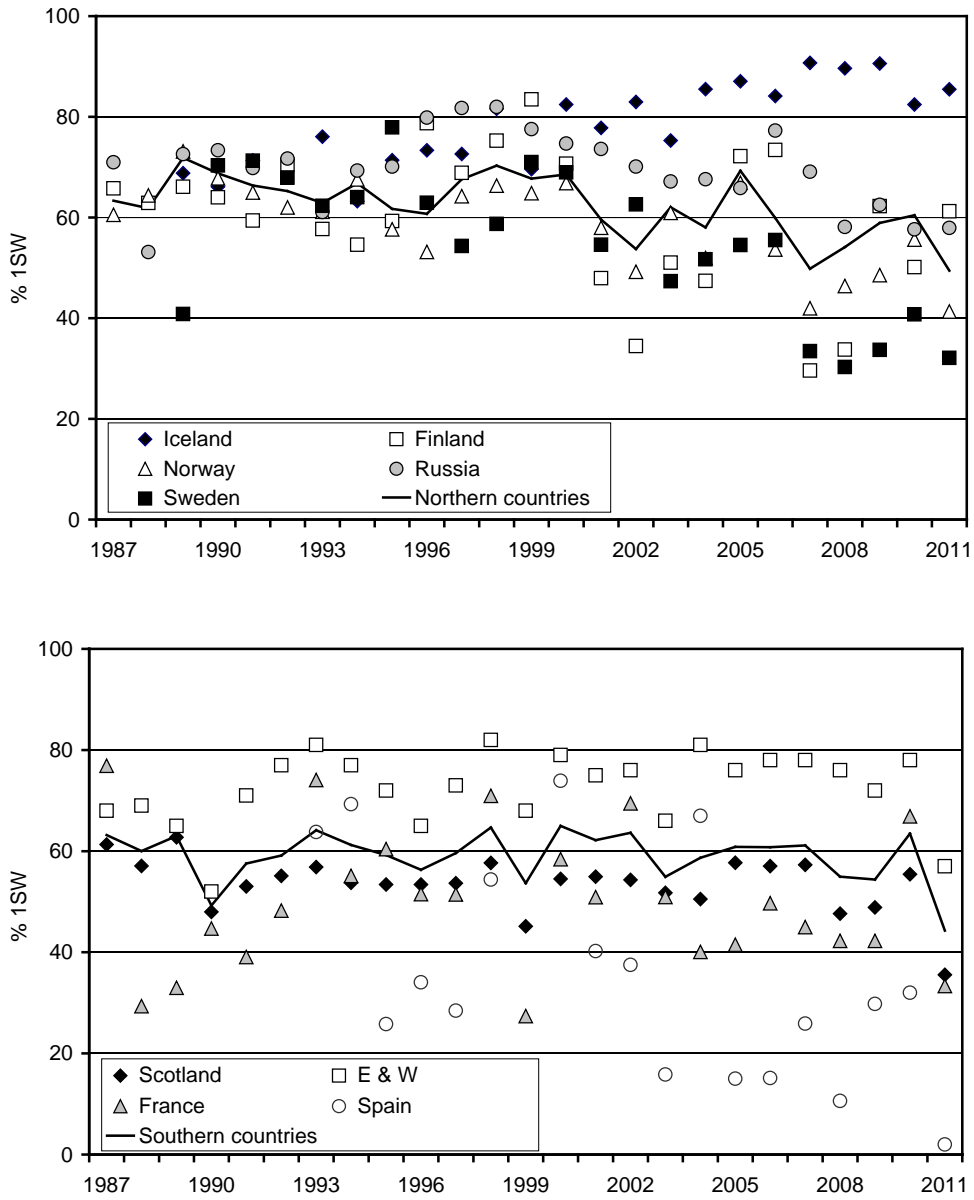 100
80
60
40
20
0
% 1SW
Iceland Finland
Norway Russia
Sweden Northern countries
1987 1990 1993 1996 1999 2002 2005 2008 2011
100
80
60
40
20
0
% 1SW
Scotland E & W
France Spain
Southern countries
1987 1990 1993 1996 1999 2002 2005 2008 2011